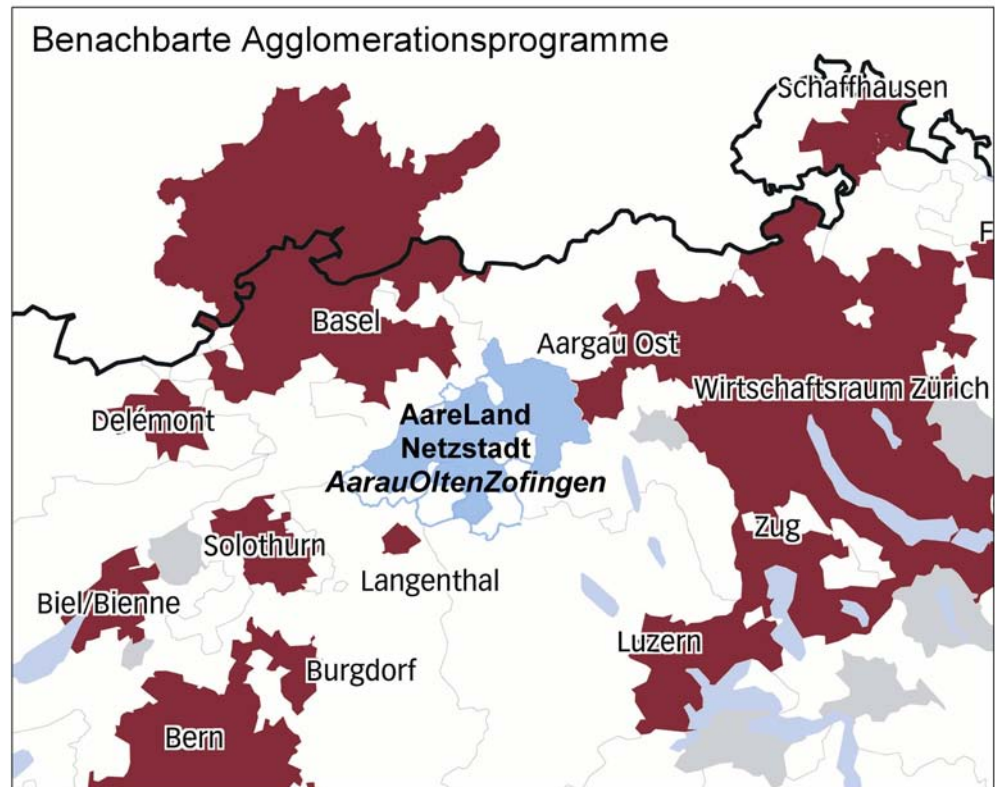 Benachbarte Agglomerationsprogramme
Schaffhausen
F
Basel
Aargau Ost
Wirtschaftsraum Zürich
Delémont
AareLand
Netzstadt
AarauOltenZofingen
Solothurn
Zug
Langenthal
Biel/Bienne
Luzern
Burgdorf
Bern